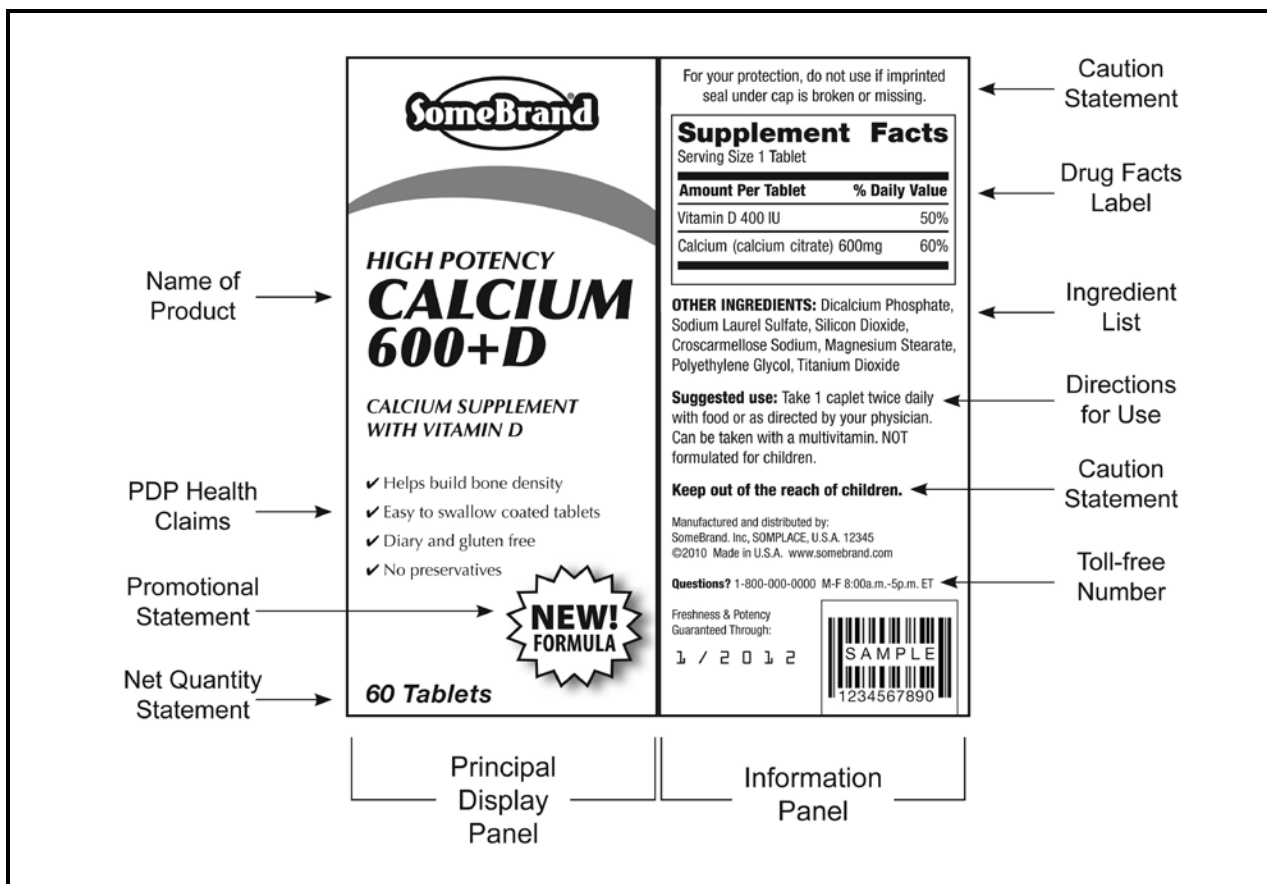 SomeBrand®
HIGH POTENCY
CALCIUM
600+D
CALCIUM SUPPLEMENT
WITH VITAMIN D
✔ Helps build bone density
✔ Easy to swallow coated tablets
✔ Diary and gluten free
✔ No preservatives
NEW!
FORMULA
60 Tablets
For your protection, do not use if imprinted
seal under cap is broken or missing.
Supplement Facts
Serving Size 1 Tablet
Amount Per Tablet % Daily Value
Vitamin D 400 IU 50%
Calcium (calcium citrate) 600mg 60%
OTHER INGREDIENTS: Dicalcium Phosphate,
Sodium Laurel Sulfate, Silicon Dioxide,
Croscarmellose Sodium, Magnesium Stearate,
Polyethylene Glycol, Titanium Dioxide
Suggested use: Take 1 caplet twice daily
with food or as directed by your physician.
Can be taken with a multivitamin. NOT
formulated for children.
Keep out of the reach of children.
Manufactured and distributed by:
SomeBrand. Inc, SOMPLACE, U.S.A. 12345
©2010 Made in U.S.A. www.somebrand.com
Questions? 1-800-000-0000 M-F 8:00a.m.-5p.m. ET
Freshness & Potency
Guaranteed Through:
1 / 2 0 1 2
SAMPLE
1234567890
Name of
Product
PDP Health
Claims
Promotional
Statement
Net Quantity
Statement
Caution
Statement
Drug Facts
Label
Ingredient
List
Directions
for Use
Caution
Statement
Toll-free
Number
Principal
Display
Panel
Information
Panel